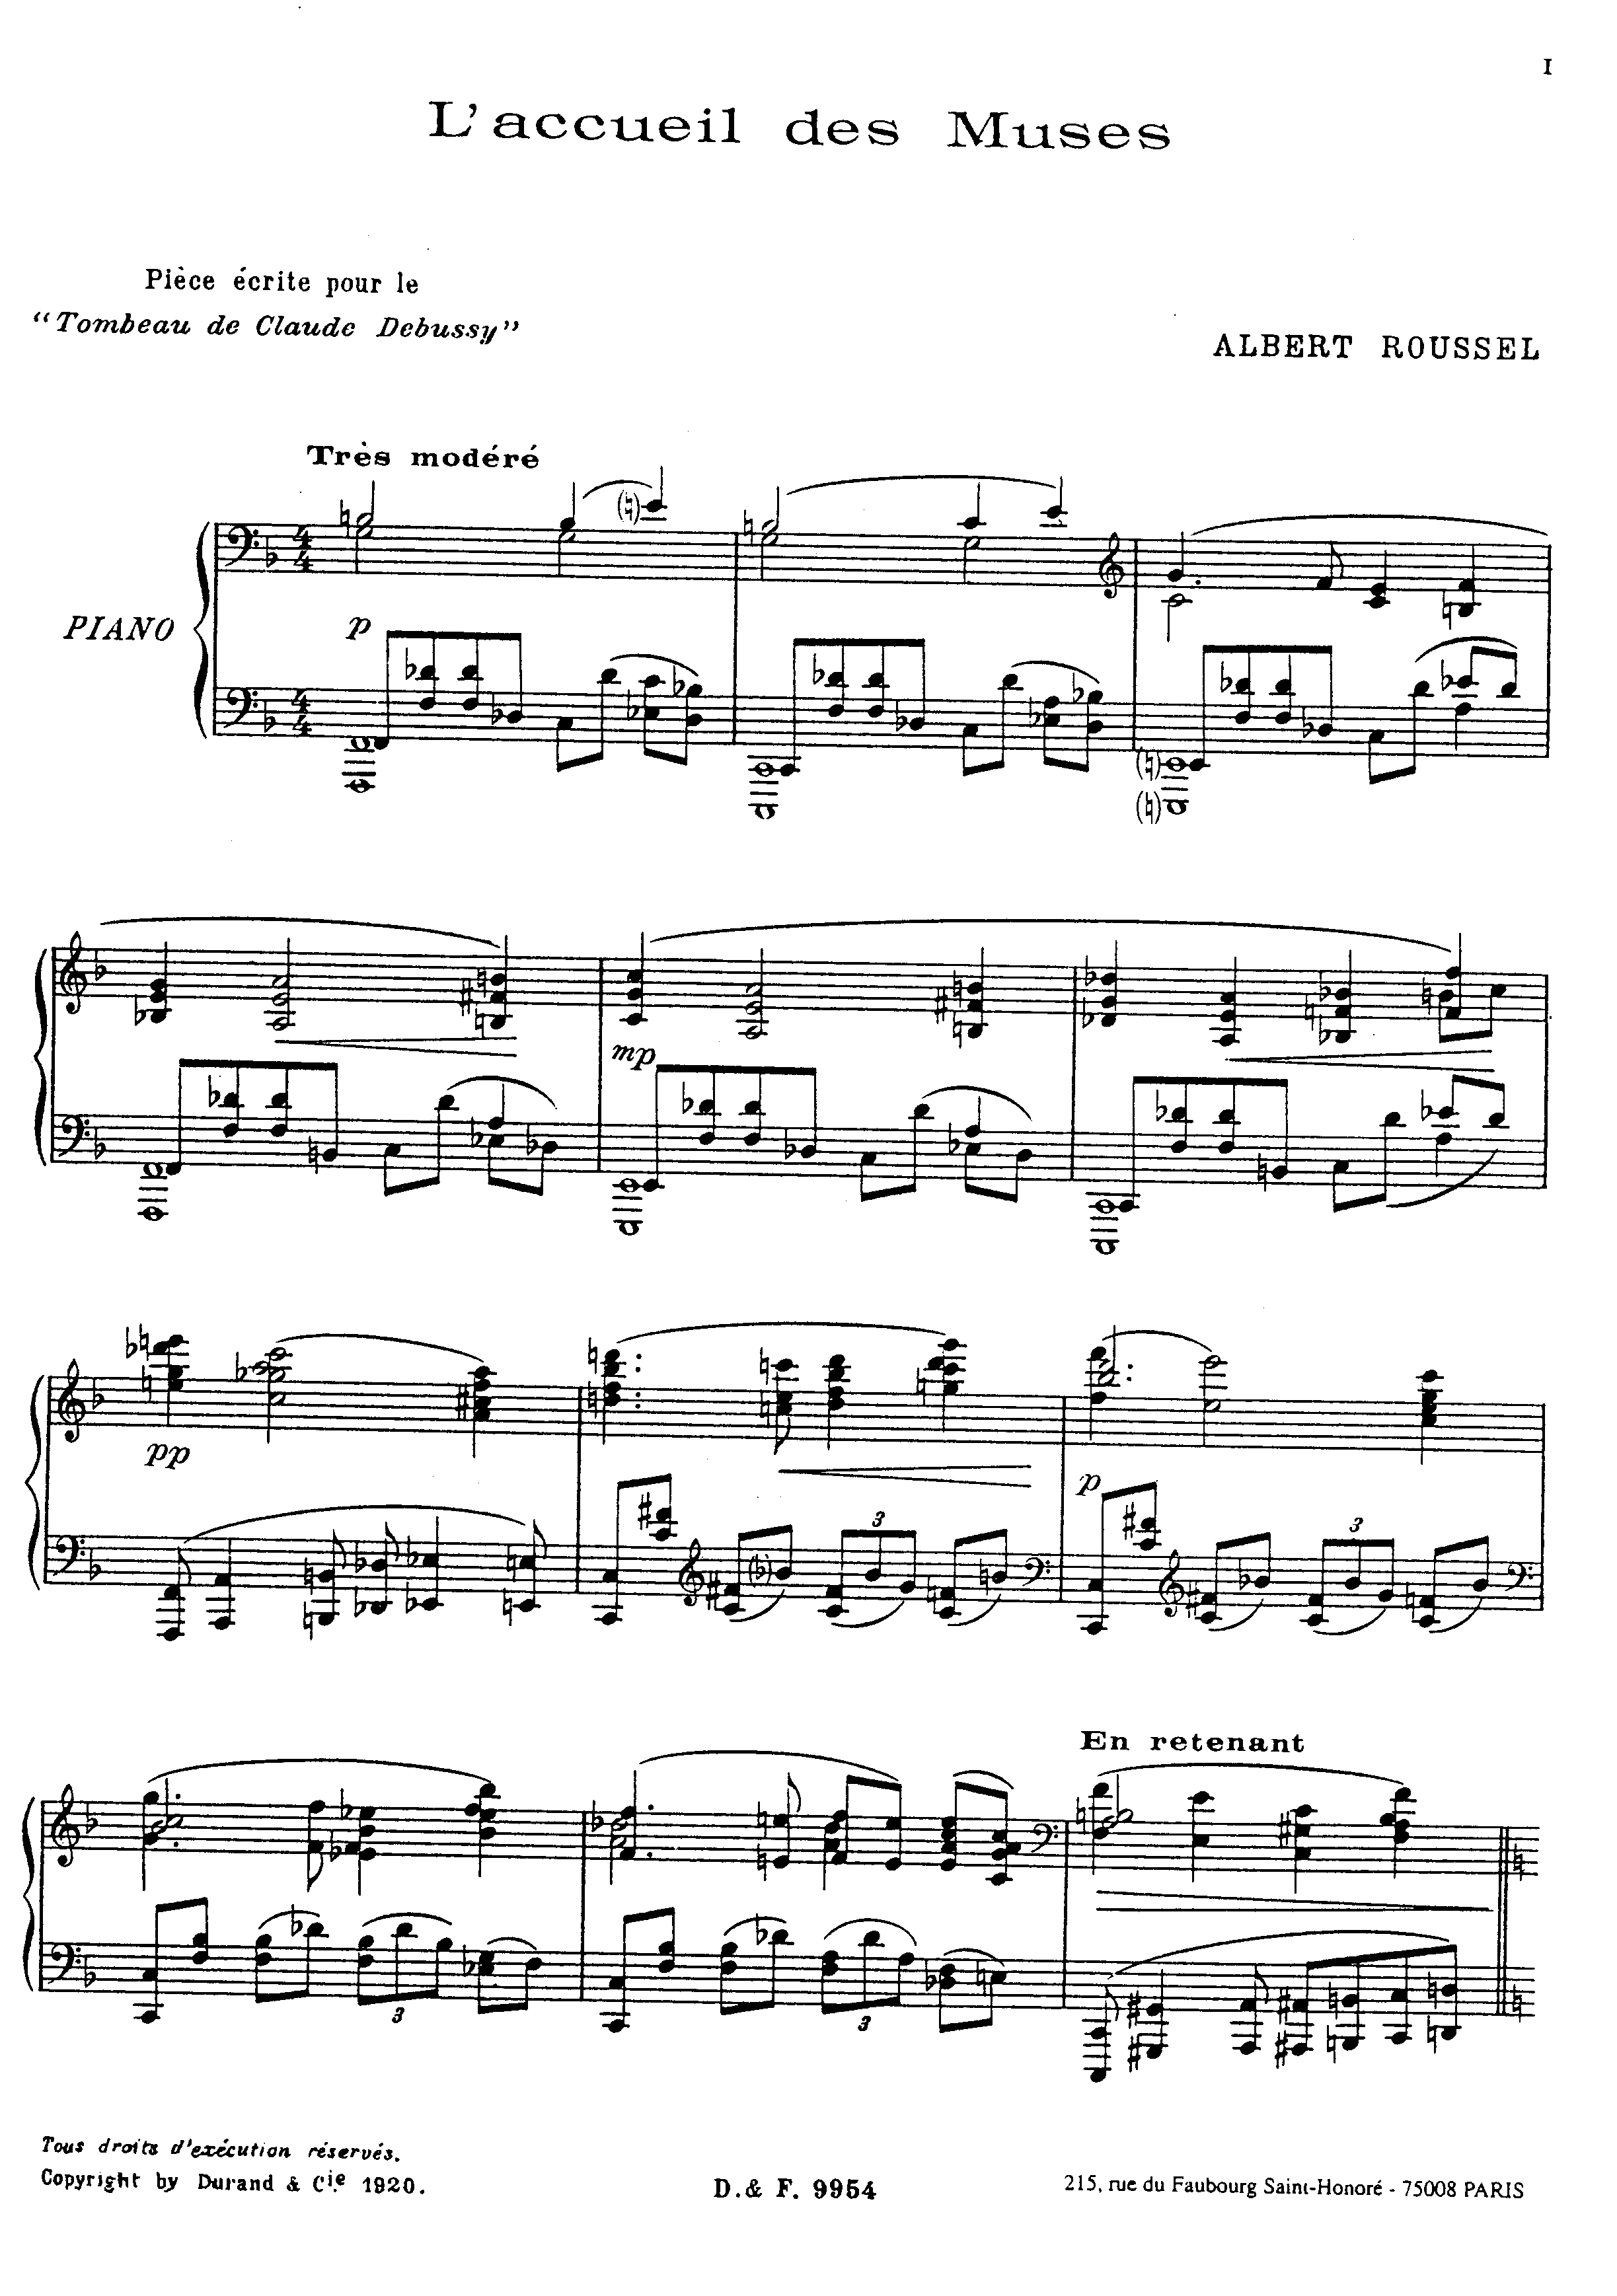 I
L'accueil des Muses
Pièce écrite pour le
"Tombeau de Claude Debussy"
ALBERT ROUSSEL
Très modéré
PIANO
p
mp
pp
3
p
3
En retenant
3
3
Tous droits d'exécution réservés.
Copyright by Durand & Cie 1920.
D. & F. 9954
215, rue du Faubourg Saint-Honoré - 75008 PARIS